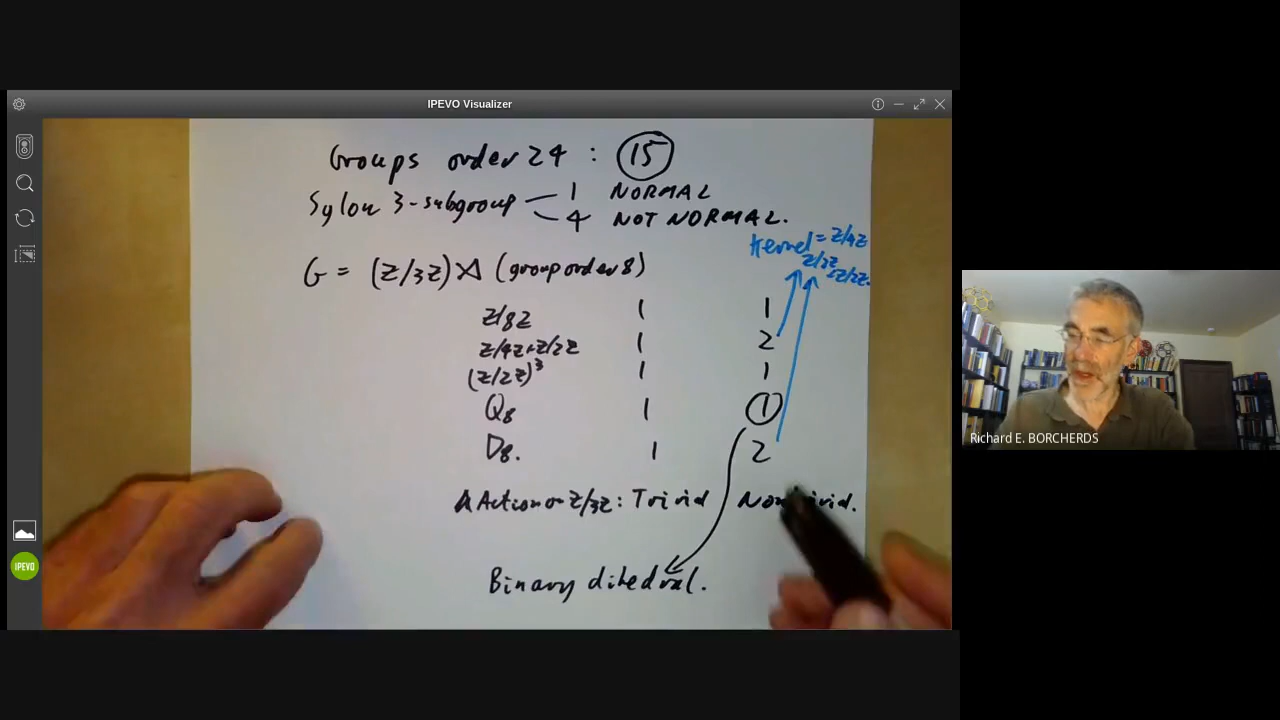 IPEVO Visualizer
Groups order 24 : 15
Sylow 3-subgroup 1 NORMAL
4 NOT NORMAL.
Kernel = Z/4Z
Z/2Z
×Z/2Z.
G = (Z/3Z) ⋊ (group order 8)
Z/8Z 1 1
Z/4Z×Z/2Z 1 2
(Z/2Z)³ 1 1
Q8 1 1
D8. 1 2
Action on Z/3Z: Trivial
Binary dihedral.
IPEVO
Richard E. BORCHERDS